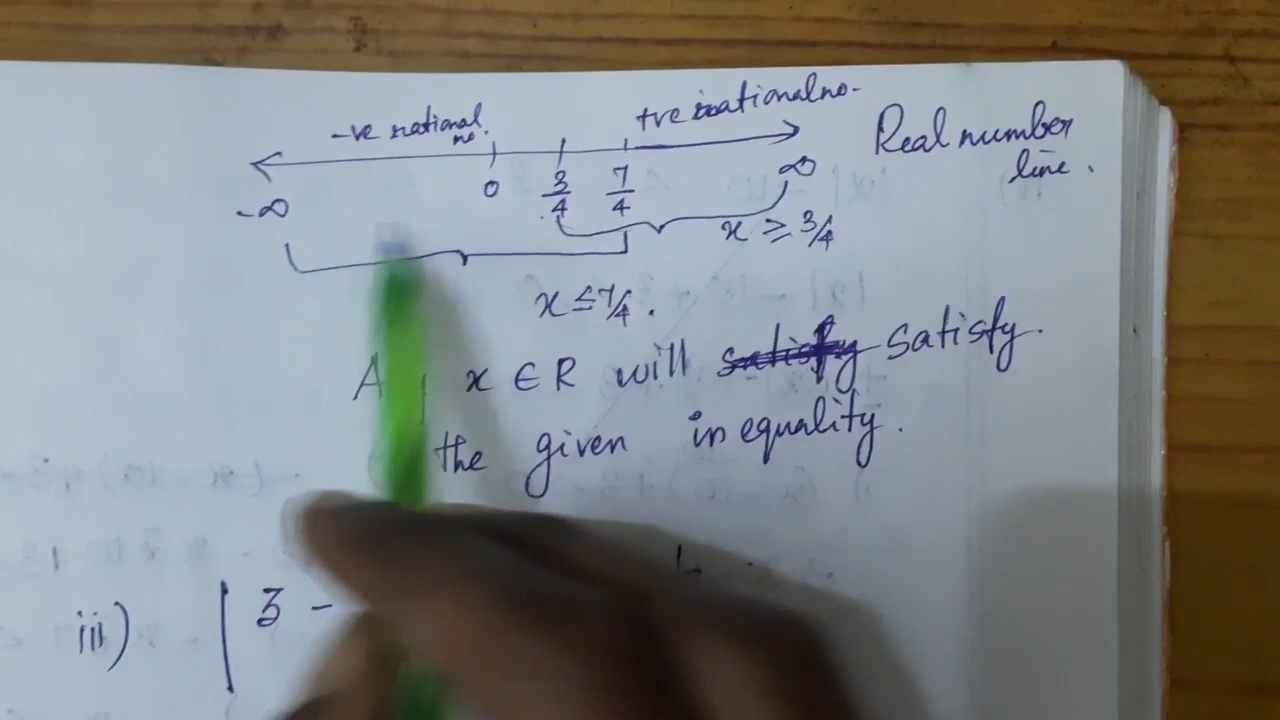 -ve rational no.
+ve rational no.
Real number
line.
0 3/4 7/4 ∞
-∞
x ≥ 3/4
x ≤ 7/4.
x ∈ R will satisfy satisfy.
the given inequality.
iii) | 3 -